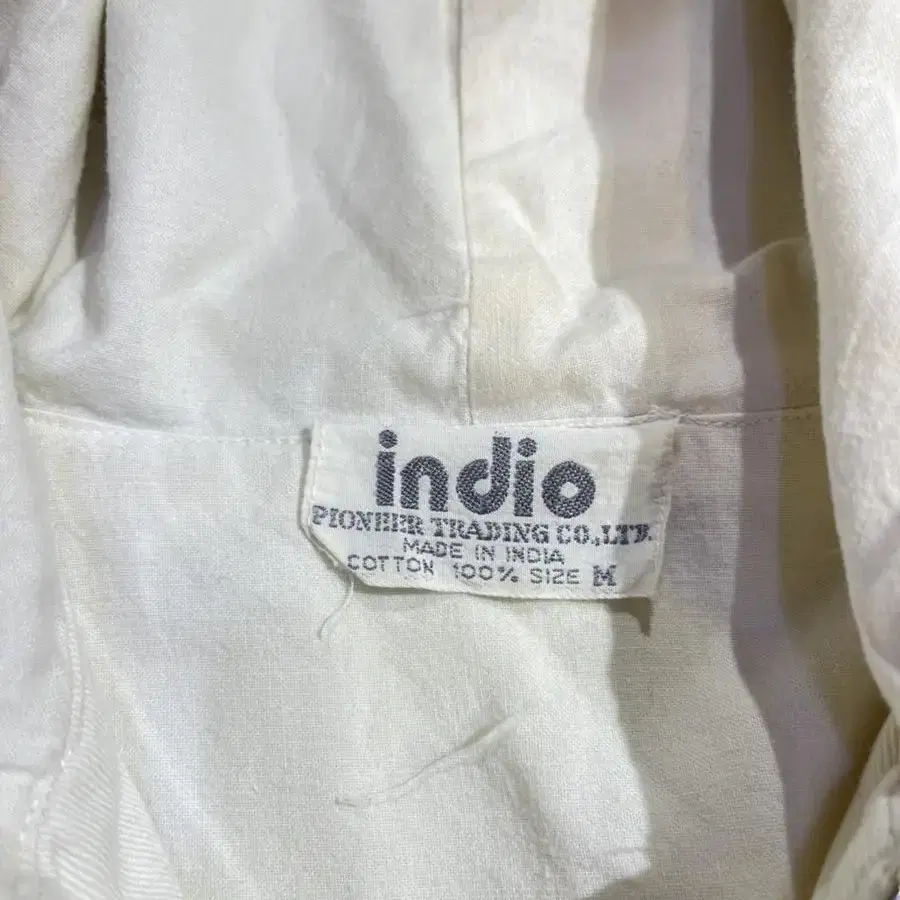 indio
PIONEER TRADING CO.,LTD.
MADE IN INDIA
COTTON 100% SIZE M